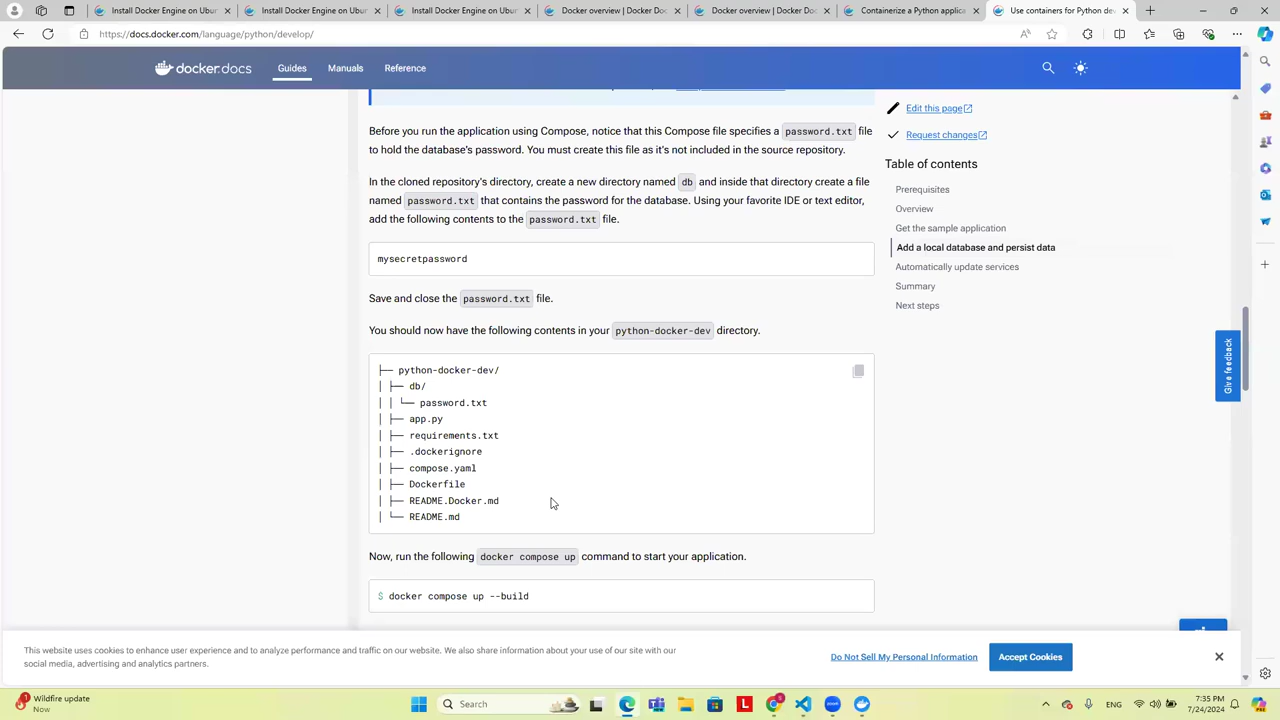 Install Docker Engine on Ubun
Install Docker Engine on Ubu
Install Docker Engine on Ubu
Docker overview | Docker Doc
Docker overview | Docker Doc
Containerize a Python applica
Use containers for Python dev
https://docs.docker.com/language/python/develop/
docker.docs
Guides
Manuals
Reference
Edit this page
Request changes
Table of contents
Prerequisites
Overview
Get the sample application
Add a local database and persist data
Automatically update services
Summary
Next steps
Before you run the application using Compose, notice that this Compose file specifies a password.txt file
to hold the database's password. You must create this file as it's not included in the source repository.
In the cloned repository's directory, create a new directory named db and inside that directory create a file
named password.txt that contains the password for the database. Using your favorite IDE or text editor,
add the following contents to the password.txt file.
mysecretpassword
Save and close the password.txt file.
You should now have the following contents in your python-docker-dev directory.
├── python-docker-dev/
│ ├── db/
│ │ └── password.txt
│ ├── app.py
│ ├── requirements.txt
│ ├── .dockerignore
│ ├── compose.yaml
│ ├── Dockerfile
│ ├── README.Docker.md
│ └── README.md
Now, run the following docker compose up command to start your application.
$ docker compose up --build
Give feedback
This website uses cookies to enhance user experience and to analyze performance and traffic on our website. We also share information about your use of our site with our
social media, advertising and analytics partners.
Do Not Sell My Personal Information
Accept Cookies
Wildfire update
Now
Search
ENG
7:35 PM
7/24/2024